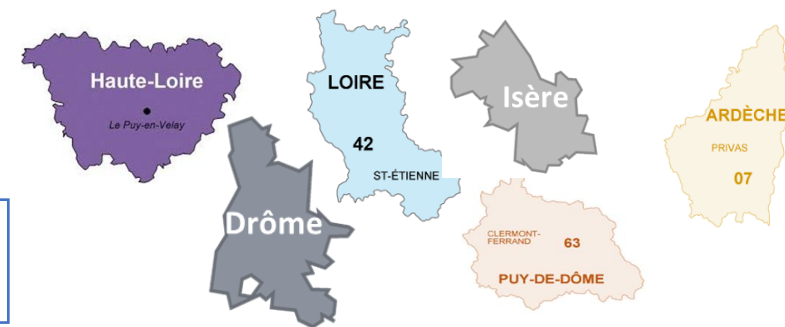 Haute-Loire
Le Puy-en-Velay
LOIRE
42
ST-ÉTIENNE
Isère
ARDÈCHE
PRIVAS
07
Drôme
CLERMONT-
FERRAND
63
PUY-DE-DÔME